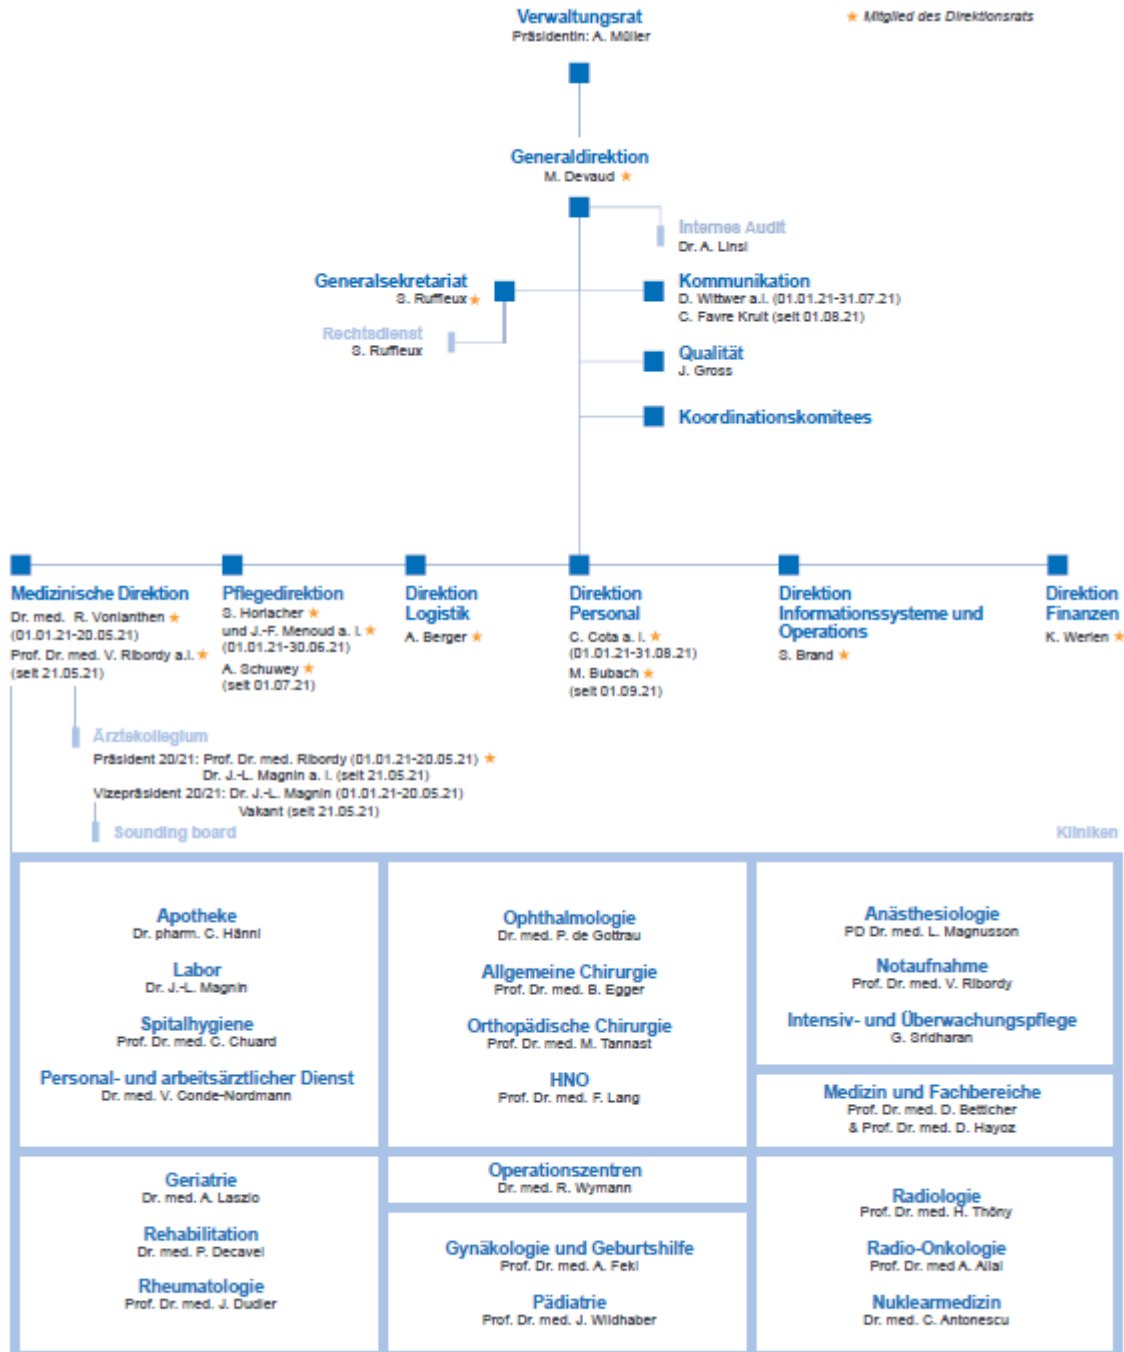 Verwaltungsrat
Präsidentin: A. Müller
★ Mitglied des Direktionsrats
Generaldirektion
M. Devaud ★
Internes Audit
Dr. A. Linsi
Generalsekretariat
S. Ruffieux ★
Kommunikation
D. Wittwer a.i. (01.01.21-31.07.21)
C. Favre Kruit (seit 01.08.21)
Rechtsdienst
S. Ruffieux
Qualität
J. Gross
Koordinationskomitees
Medizinische Direktion
Dr. med. R. Vonlanthen ★
(01.01.21-20.05.21)
Prof. Dr. med. V. Ribordy a.i. ★
(seit 21.05.21)
Pflegedirektion
S. Horlacher ★
und J.-F. Menoud a. i. ★
(01.01.21-30.06.21)
A. Schuwey ★
(seit 01.07.21)
Direktion
Logistik
A. Berger ★
Direktion
Personal
C. Cota a. i. ★
(01.01.21-31.08.21)
M. Bubach ★
(seit 01.09.21)
Direktion
Informationssysteme und
Operations
S. Brand ★
Direktion
Finanzen
K. Werlen ★
Ärztekollegium
Präsident 20/21: Prof. Dr. med. Ribordy (01.01.21-20.05.21) ★
Dr. J.-L. Magnin a. i. (seit 21.05.21)
Vizepräsident 20/21: Dr. J.-L. Magnin (01.01.21-20.05.21)
Vakant (seit 21.05.21)
Sounding board
Kliniken
Apotheke
Dr. pharm. C. Hänni
Labor
Dr. J.-L. Magnin
Spitalhygiene
Prof. Dr. med. C. Chuard
Personal- und arbeitsärztlicher Dienst
Dr. med. V. Conde-Nordmann
Ophthalmologie
Dr. med. P. de Gottrau
Allgemeine Chirurgie
Prof. Dr. med. B. Egger
Orthopädische Chirurgie
Prof. Dr. med. M. Tannast
HNO
Prof. Dr. med. F. Lang
Anästhesiologie
PD Dr. med. L. Magnusson
Notaufnahme
Prof. Dr. med. V. Ribordy
Intensiv- und Überwachungspflege
G. Sridharan
Medizin und Fachbereiche
Prof. Dr. med. D. Betticher
& Prof. Dr. med. D. Hayoz
Geriatrie
Dr. med. A. Laszlo
Rehabilitation
Dr. med. P. Decavel
Rheumatologie
Prof. Dr. med. J. Dudler
Operationszentren
Dr. med. R. Wymann
Gynäkologie und Geburtshilfe
Prof. Dr. med. A. Feki
Pädiatrie
Prof. Dr. med. J. Wildhaber
Radiologie
Prof. Dr. med. H. Thöny
Radio-Onkologie
Prof. Dr. med A. Allal
Nuklearmedizin
Dr. med. C. Antonescu